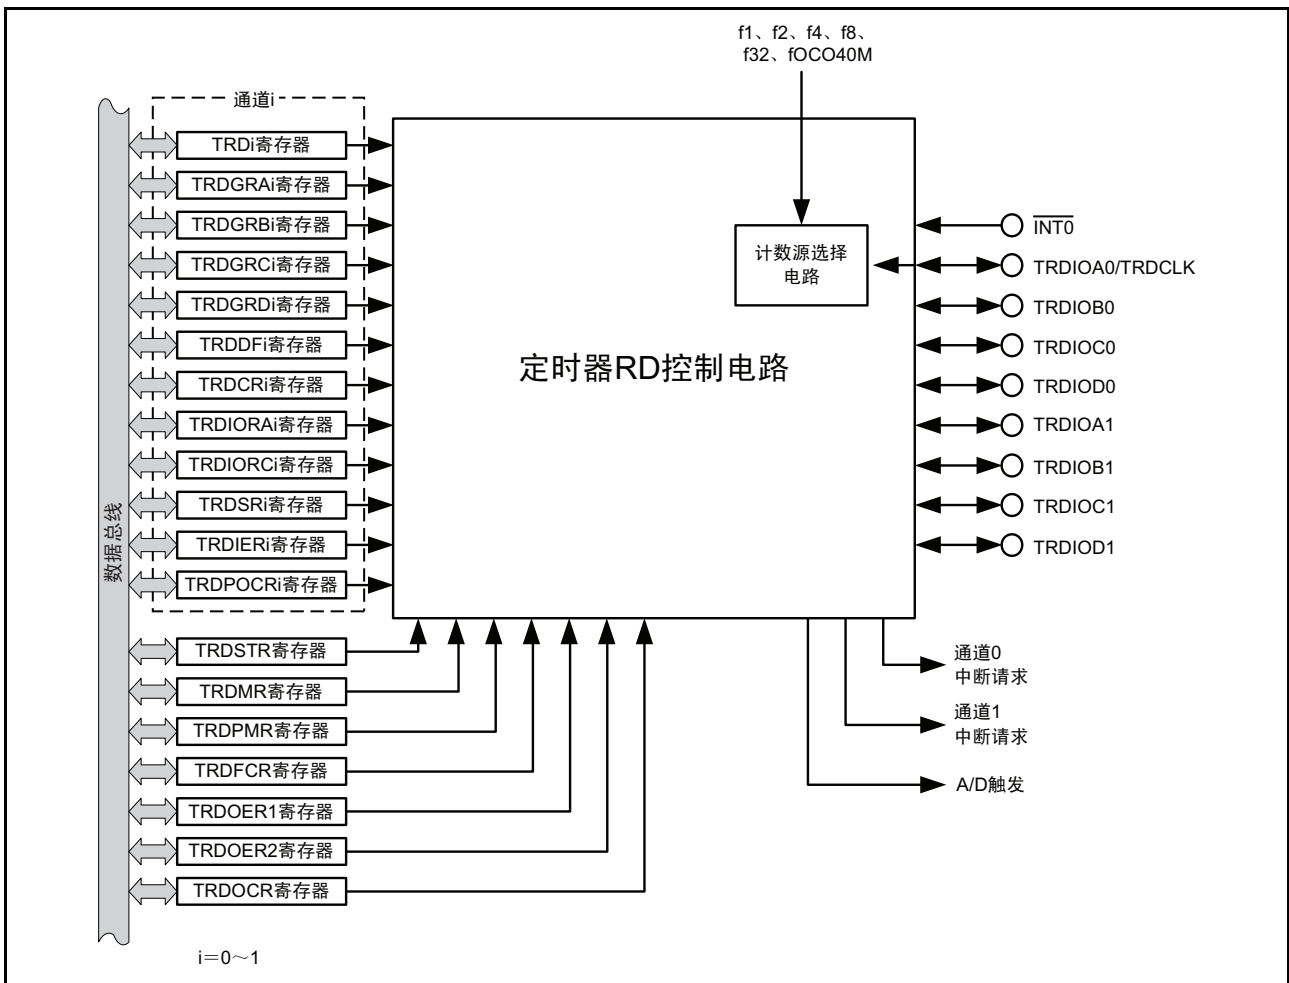 f1、f2、f4、f8、
f32、fOCO40M
通道i
TRDi寄存器
TRDGRAi寄存器
TRDGRBi寄存器
TRDGRCi寄存器
TRDGRDi寄存器
TRDDFi寄存器
TRDCRi寄存器
TRDIORAi寄存器
TRDIORCi寄存器
TRDSRi寄存器
TRDIERi寄存器
TRDPOCRi寄存器
数据总线
TRDSTR寄存器
TRDMR寄存器
TRDPMR寄存器
TRDFCR寄存器
TRDOER1寄存器
TRDOER2寄存器
TRDOCR寄存器
i＝0～1
计数源选择
电路
定时器RD控制电路
INT0
TRDIOA0/TRDCLK
TRDIOB0
TRDIOC0
TRDIOD0
TRDIOA1
TRDIOB1
TRDIOC1
TRDIOD1
通道0
中断请求
通道1
中断请求
A/D触发